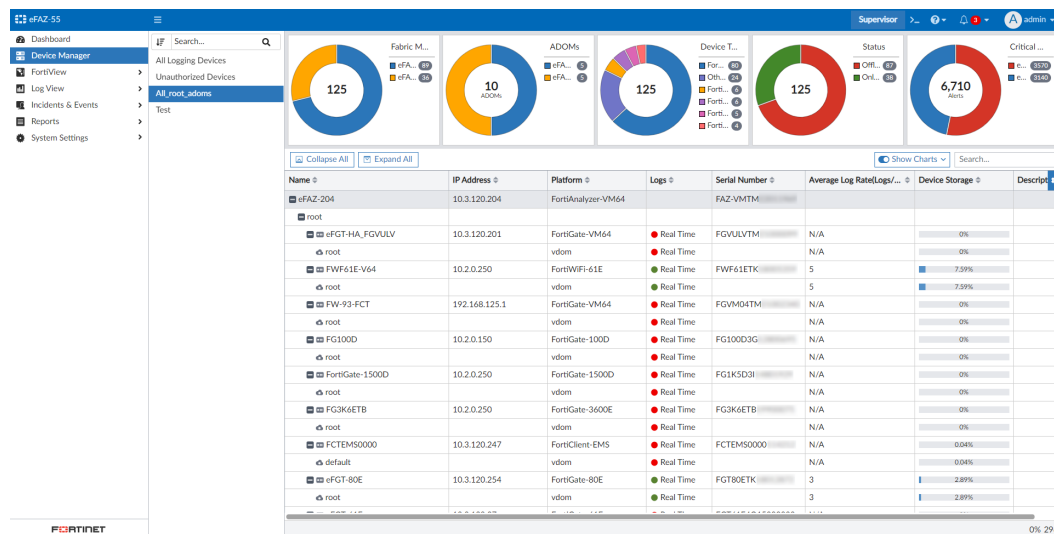 eFAZ-55 Supervisor >_ admin
3
A
Dashboard
Device Manager
FortiView
Log View
Incidents & Events
Reports
System Settings
FORTINET
Search...
All Logging Devices
Unauthorized Devices
All_root_adoms
Test
Fabric M...
125
eFA... 89
eFA... 36
ADOMs
10
ADOMs
eFA... 5
eFA... 5
Device T...
125
For... 80
Oth... 24
Forti... 6
Forti... 6
Forti... 5
Forti... 4
Status
125
Offl... 87
Onl... 38
Critical ...
6,710
Alerts
e... 3570
e... 3140
Collapse All Expand All Show Charts Search...
Name IP Address Platform Logs Serial Number Average Log Rate(Logs/... Device Storage Descript
eFAZ-204 10.3.120.204 FortiAnalyzer-VM64 FAZ-VMTM
root
eFGT-HA_FGVULV 10.3.120.201 FortiGate-VM64 Real Time FGVULVTM N/A 0%
root vdom Real Time N/A 0%
FWF61E-V64 10.2.0.250 FortiWiFi-61E Real Time FWF61ETK 5 7.59%
root vdom Real Time 5 7.59%
FW-93-FCT 192.168.125.1 FortiGate-VM64 Real Time FGVM04TM N/A 0%
root vdom Real Time N/A 0%
FG100D 10.2.0.150 FortiGate-100D Real Time FG100D3G N/A 0%
root vdom Real Time N/A 0%
FortiGate-1500D 10.2.0.250 FortiGate-1500D Real Time FG1K5D3I N/A 0%
root vdom Real Time N/A 0%
FG3K6ETB 10.2.0.250 FortiGate-3600E Real Time FG3K6ETB N/A 0%
root vdom Real Time N/A 0%
FCTEMS0000 10.3.120.247 FortiClient-EMS Real Time FCTEMS0000 N/A 0.04%
default vdom Real Time N/A 0.04%
eFGT-80E 10.3.120.254 FortiGate-80E Real Time FGT80ETK 3 2.89%
root vdom Real Time 3 2.89%
0% 29